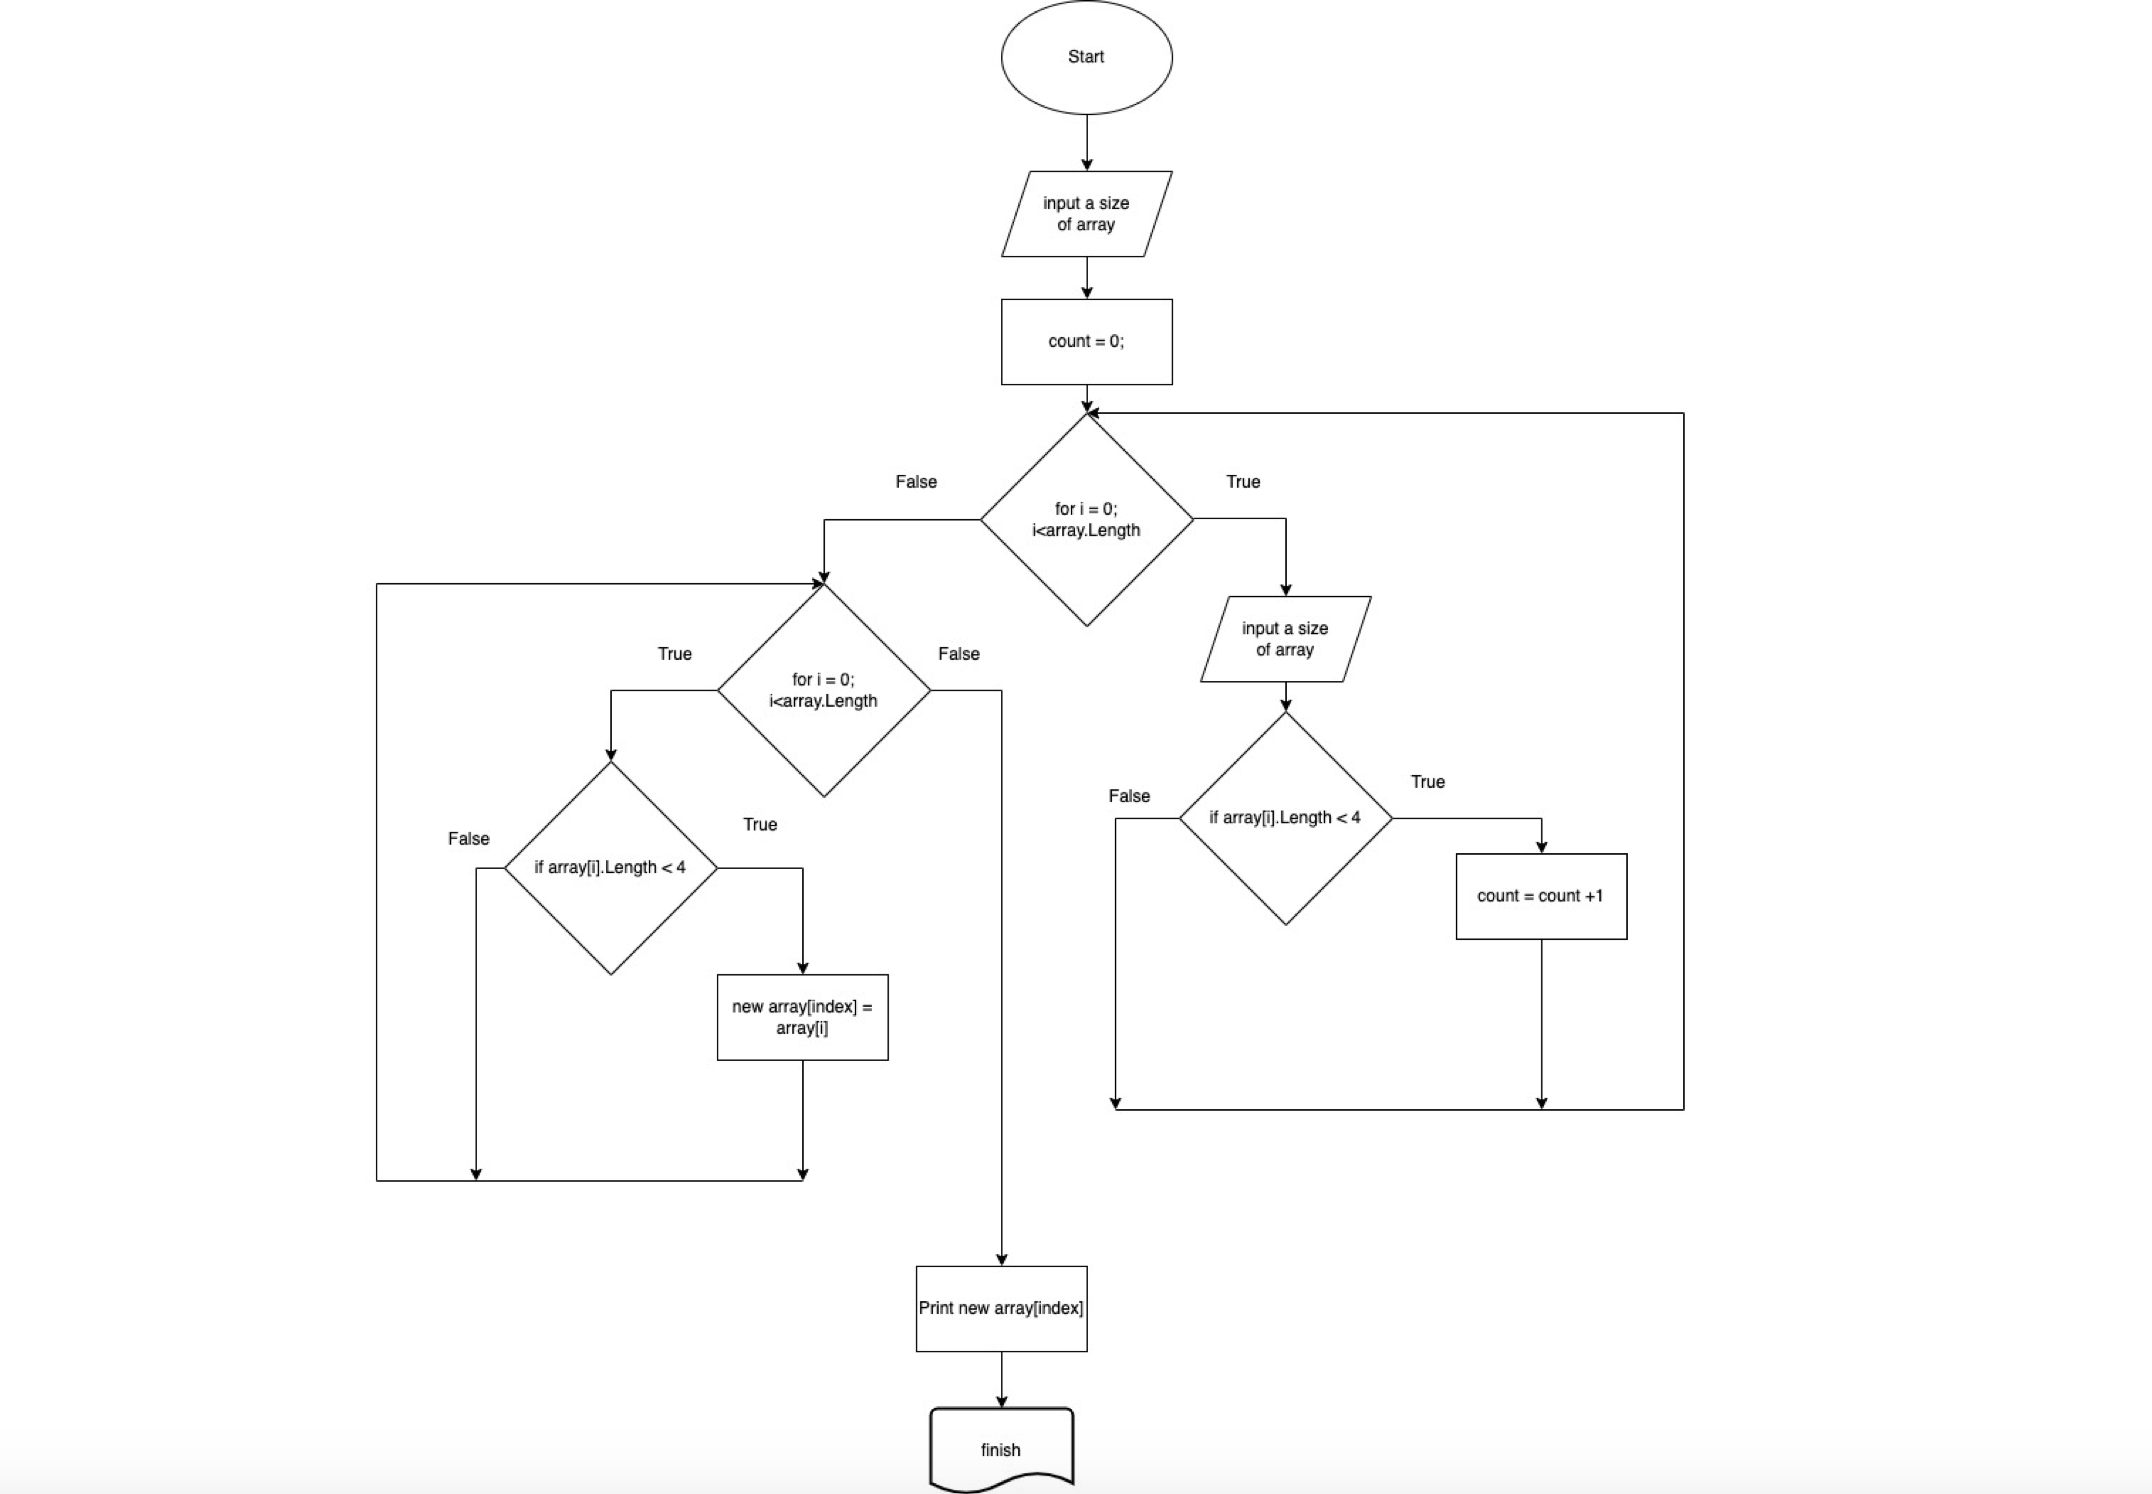 Start
input a size
of array
count = 0;
False
True
for i = 0;
i<array.Length
input a size
of array
True
False
for i = 0;
i<array.Length
False
True
if array[i].Length < 4
count = count +1
False
True
if array[i].Length < 4
new array[index] =
array[i]
Print new array[index]
finish